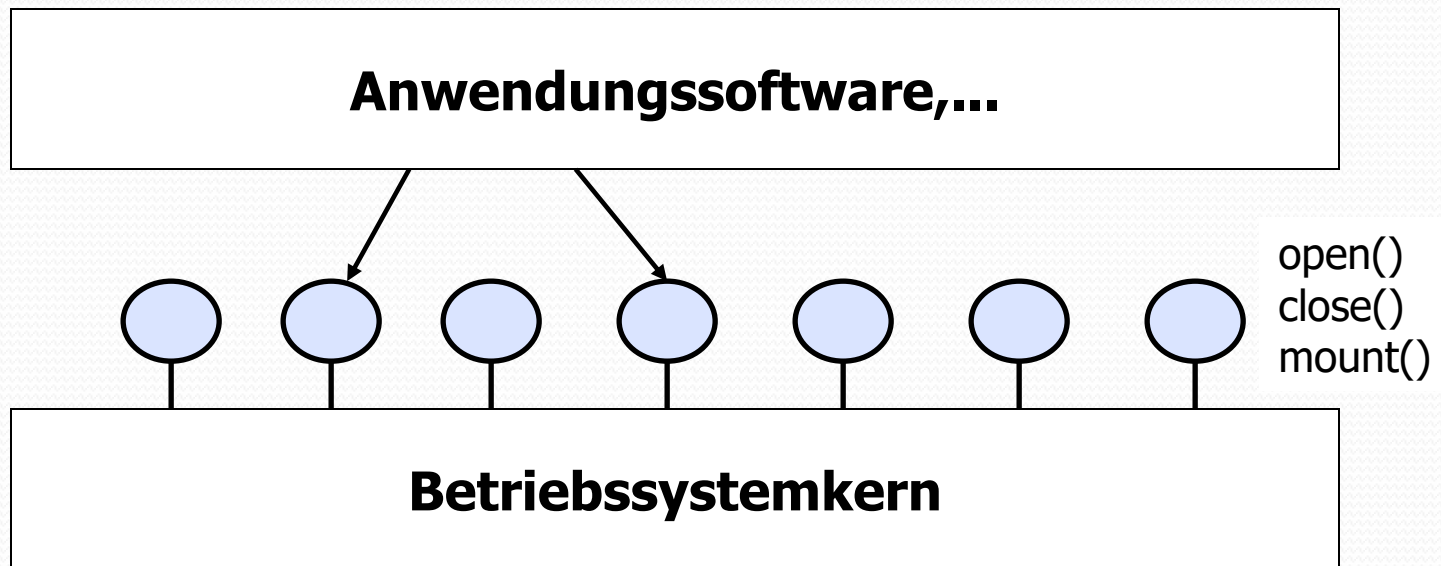 Anwendungssoftware,...
open()
close()
mount()
Betriebssystemkern